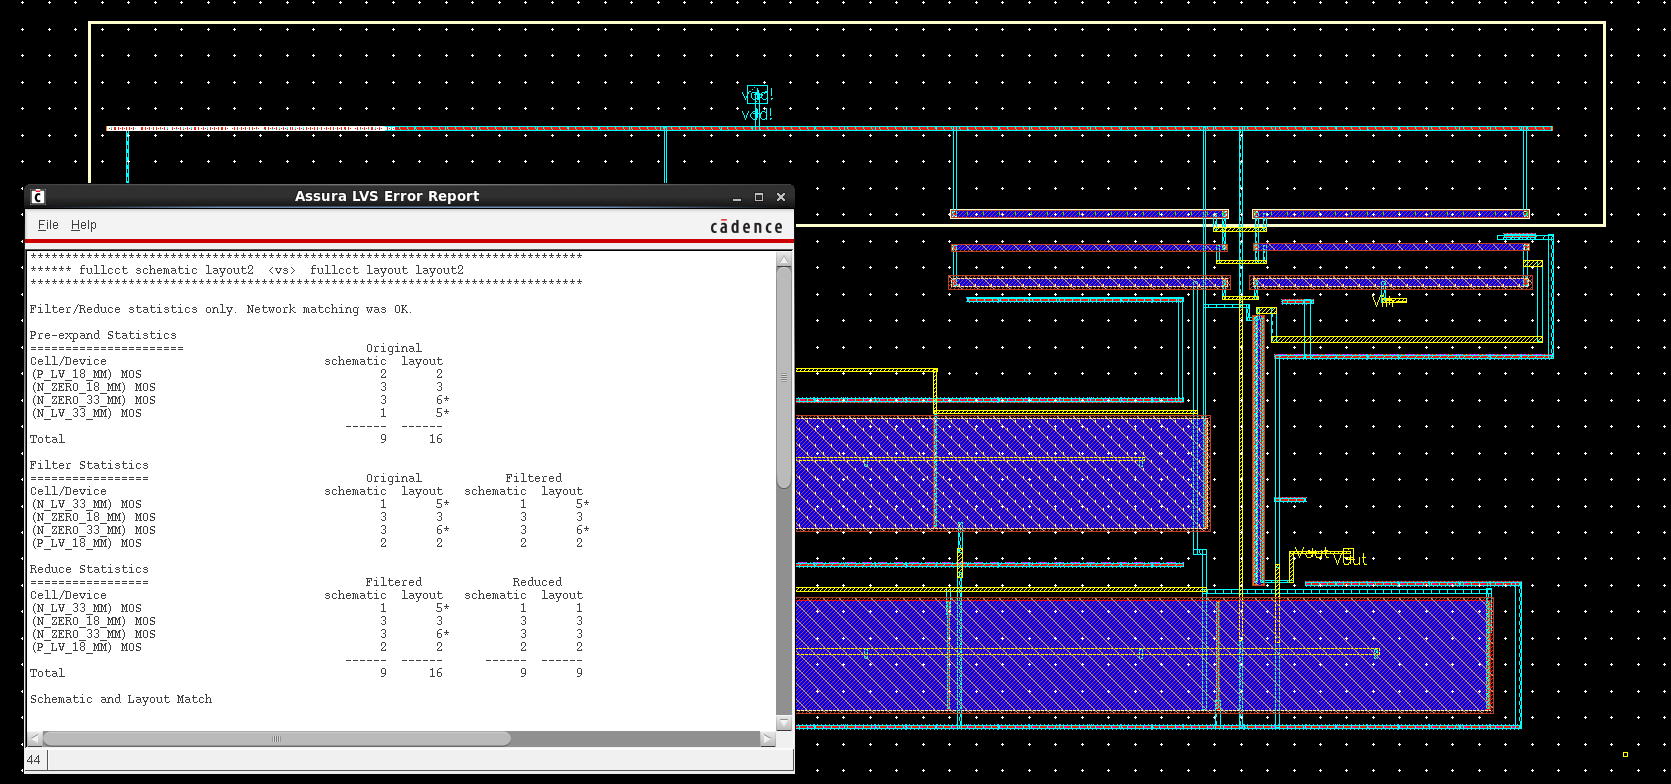 vdd!
vdd!
Assura LVS Error Report
File Help
cādence
*******************************************************************************
****** fullcct schematic layout2 <vs> fullcct layout layout2
*******************************************************************************
Filter/Reduce statistics only. Network matching was OK.
Pre-expand Statistics
====================== Original
Cell/Device schematic layout
(P_LV_18_MM) MOS 2 2
(N_ZERO_18_MM) MOS 3 3
(N_ZERO_33_MM) MOS 3 6*
(N_LV_33_MM) MOS 1 5*
------ ------
Total 9 16
Filter Statistics
================= Original Filtered
Cell/Device schematic layout schematic layout
(N_LV_33_MM) MOS 1 5* 1 5*
(N_ZERO_18_MM) MOS 3 3 3 3
(N_ZERO_33_MM) MOS 3 6* 3 6*
(P_LV_18_MM) MOS 2 2 2 2
Reduce Statistics
================= Filtered Reduced
Cell/Device schematic layout schematic layout
(N_LV_33_MM) MOS 1 5* 1 1
(N_ZERO_18_MM) MOS 3 3 3 3
(N_ZERO_33_MM) MOS 3 6* 3 3
(P_LV_18_MM) MOS 2 2 2 2
------ ------ ------ ------
Total 9 16 9 9
Schematic and Layout Match
44
Vout
Vout